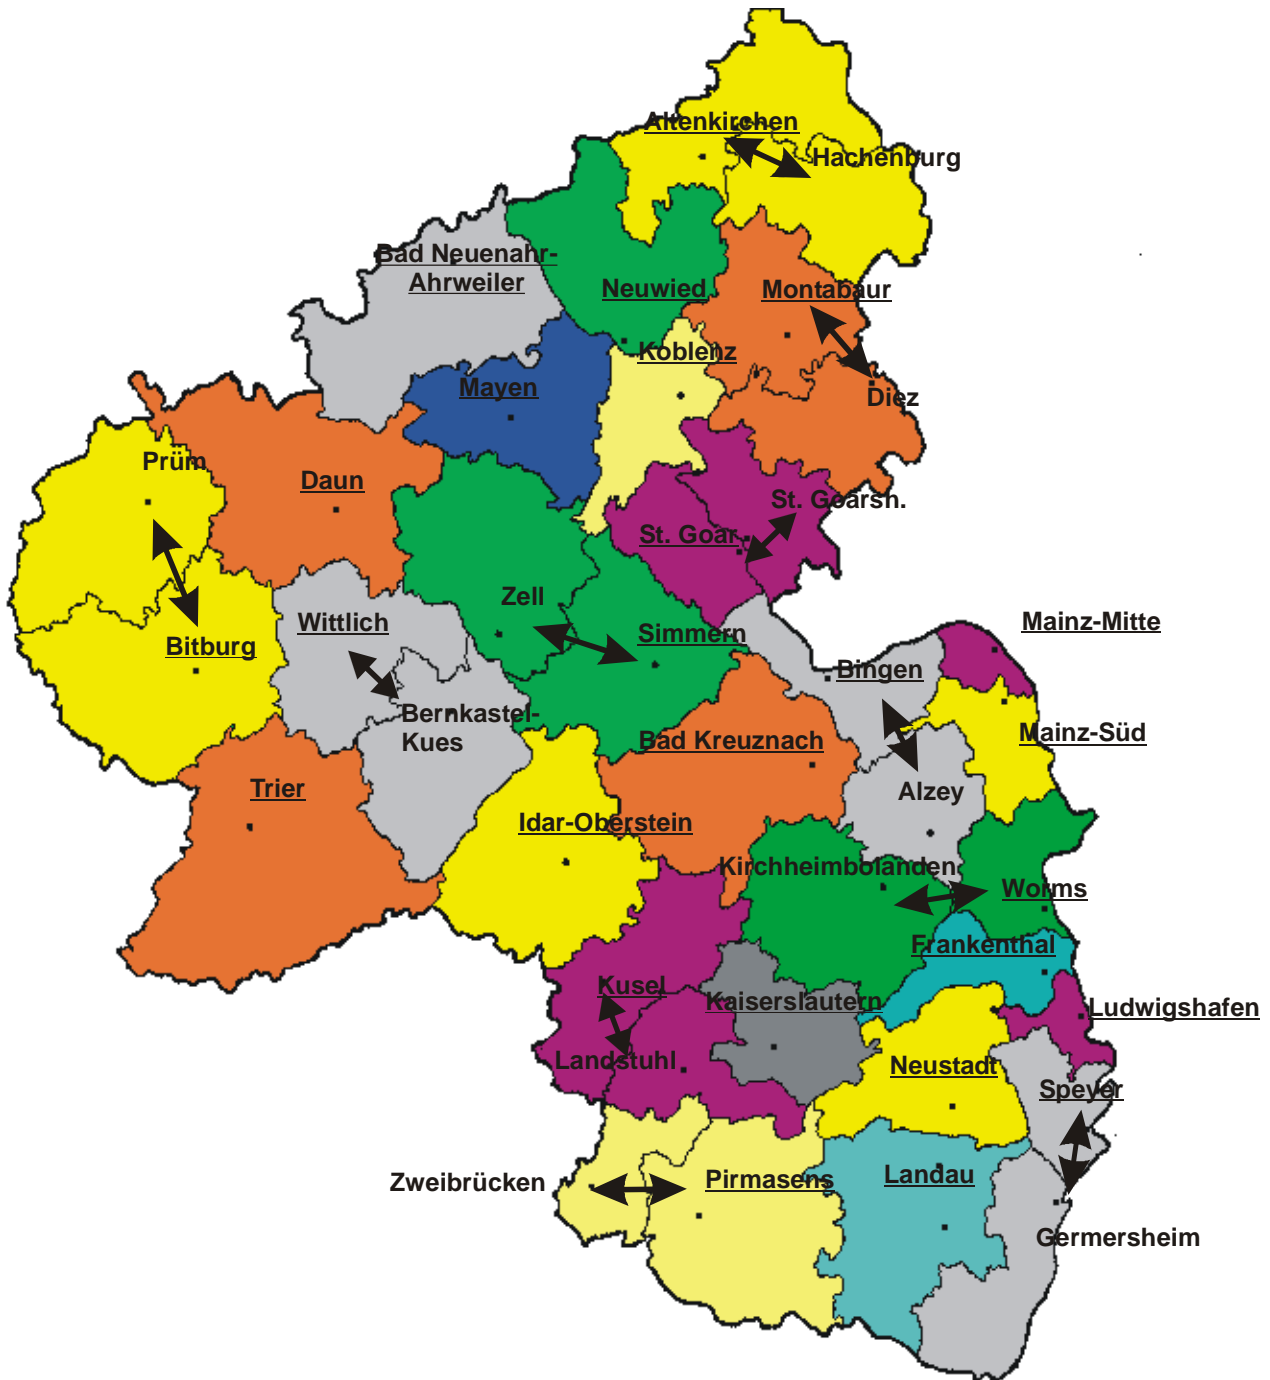 Altenkirchen
Hachenburg
Bad Neuenahr-
Ahrweiler
Neuwied
Montabaur
Koblenz
Mayen
Diez
Prüm
Daun
St. Goarsh.
St. Goar
Zell
Wittlich
Simmern
Mainz-Mitte
Bitburg
Bingen
Bernkastel-
Kues
Bad Kreuznach
Mainz-Süd
Trier
Alzey
Idar-Oberstein
Kirchheimbolanden
Worms
Frankenthal
Kusel
Kaiserslautern
Ludwigshafen
Landstuhl
Neustadt
Speyer
Zweibrücken
Pirmasens
Landau
Germersheim